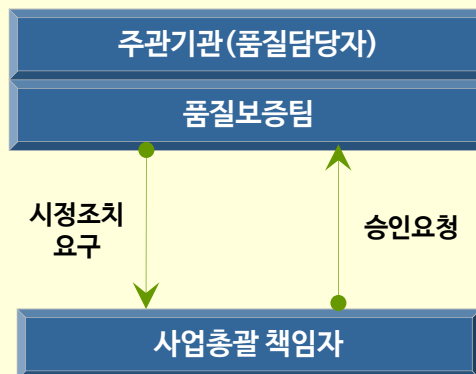 주관기관(품질담당자)
품질보증팀
시정조치
요구
승인요청
사업총괄 책임자